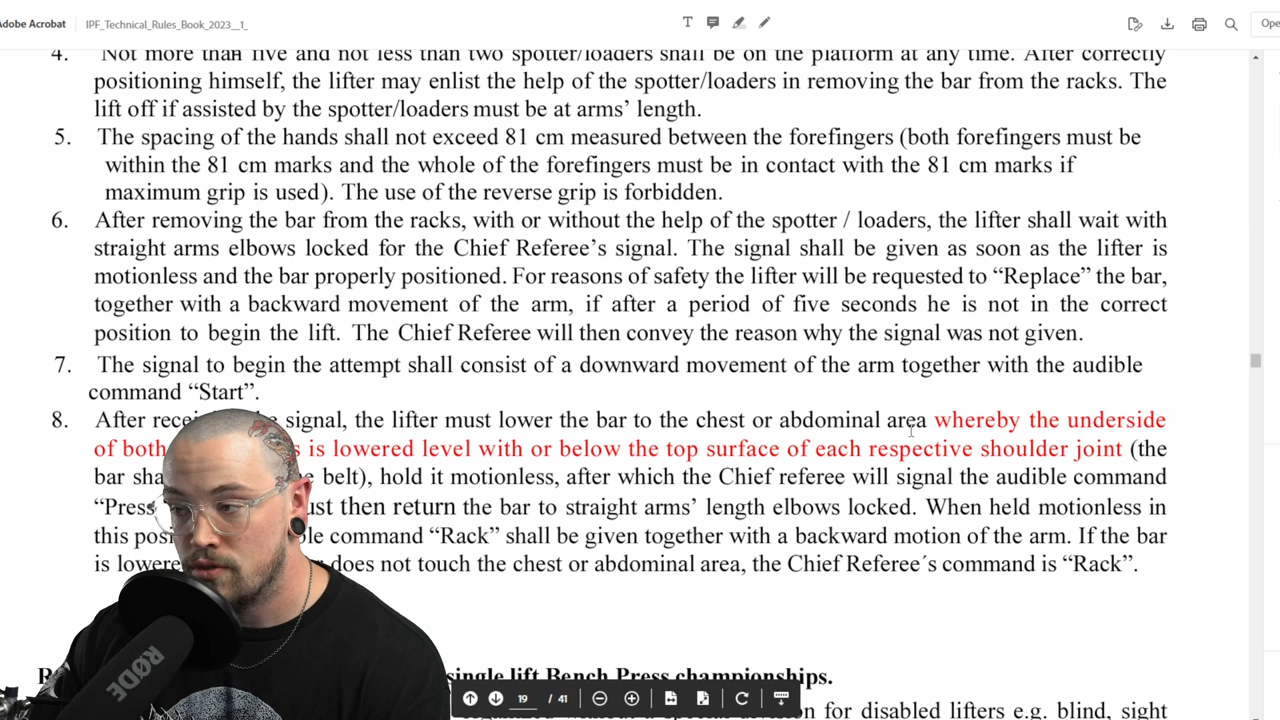 Adobe Acrobat
IPF_Technical_Rules_Book_2023__1_
Ope
4. Not more than five and not less than two spotter/loaders shall be on the platform at any time. After correctly
positioning himself, the lifter may enlist the help of the spotter/loaders in removing the bar from the racks. The
lift off if assisted by the spotter/loaders must be at arms’ length.
5. The spacing of the hands shall not exceed 81 cm measured between the forefingers (both forefingers must be
within the 81 cm marks and the whole of the forefingers must be in contact with the 81 cm marks if
maximum grip is used). The use of the reverse grip is forbidden.
6. After removing the bar from the racks, with or without the help of the spotter / loaders, the lifter shall wait with
straight arms elbows locked for the Chief Referee’s signal. The signal shall be given as soon as the lifter is
motionless and the bar properly positioned. For reasons of safety the lifter will be requested to “Replace” the bar,
together with a backward movement of the arm, if after a period of five seconds he is not in the correct
position to begin the lift. The Chief Referee will then convey the reason why the signal was not given.
7. The signal to begin the attempt shall consist of a downward movement of the arm together with the audible
command “Start”.
8. After signal, the lifter must lower the bar to the chest or abdominal area whereby the underside
of both is lowered level with or below the top surface of each respective shoulder joint (the
bar belt), hold it motionless, after which the Chief referee will signal the audible command
“Press then return the bar to straight arms’ length elbows locked. When held motionless in
this command “Rack” shall be given together with a backward motion of the arm. If the bar
is does not touch the chest or abdominal area, the Chief Referee´s command is “Rack”.
single lift Bench Press championships.
for disabled lifters e.g. blind, sight
19 / 41
RØDE